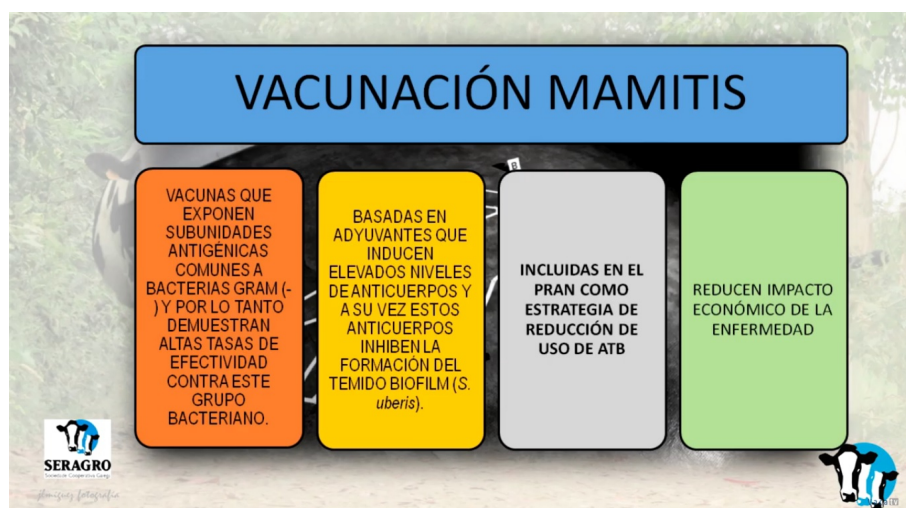 VACUNACIÓN MAMITIS
VACUNAS QUE
EXPONEN
SUBUNIDADES
ANTIGÉNICAS
COMUNES A
BACTERIAS GRAM (-
) Y POR LO TANTO
DEMUESTRAN
ALTAS TASAS DE
EFECTIVIDAD
CONTRA ESTE
GRUPO
BACTERIANO.
BASADAS EN
ADYUVANTES QUE
INDUCEN
ELEVADOS NIVELES
DE ANTICUERPOS Y
A SU VEZ ESTOS
ANTICUERPOS
INHIBEN LA
FORMACIÓN DEL
TEMIDO BIOFILM (S.
uberis).
INCLUIDAS EN EL
PRAN COMO
ESTRATEGIA DE
REDUCCIÓN DE
USO DE ATB
REDUCEN IMPACTO
ECONÓMICO DE LA
ENFERMEDAD
SERAGRO